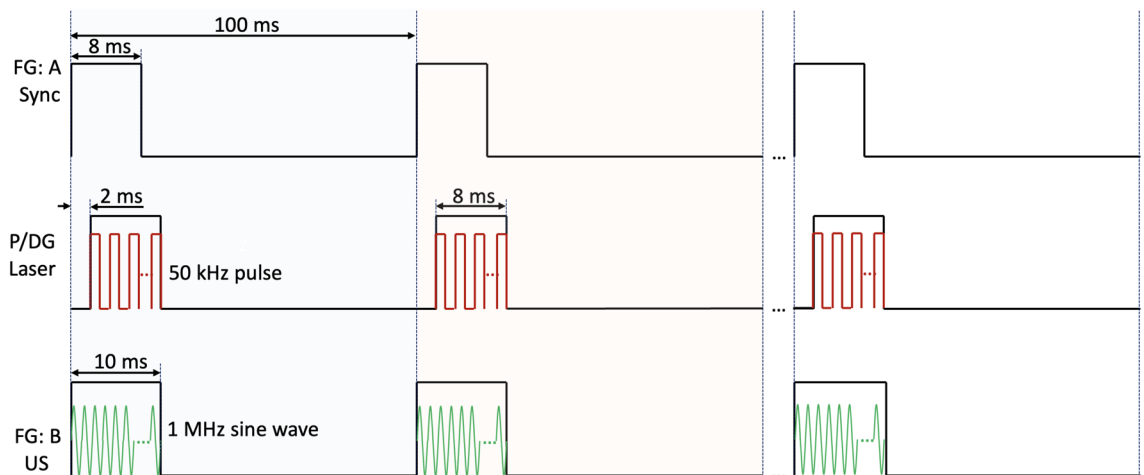 100 ms
8 ms
FG: A
Sync
...
2 ms
8 ms
P/DG
Laser
...
50 kHz pulse
...
...
...
10 ms
1 MHz sine wave
FG: B
US
...
...
...
...